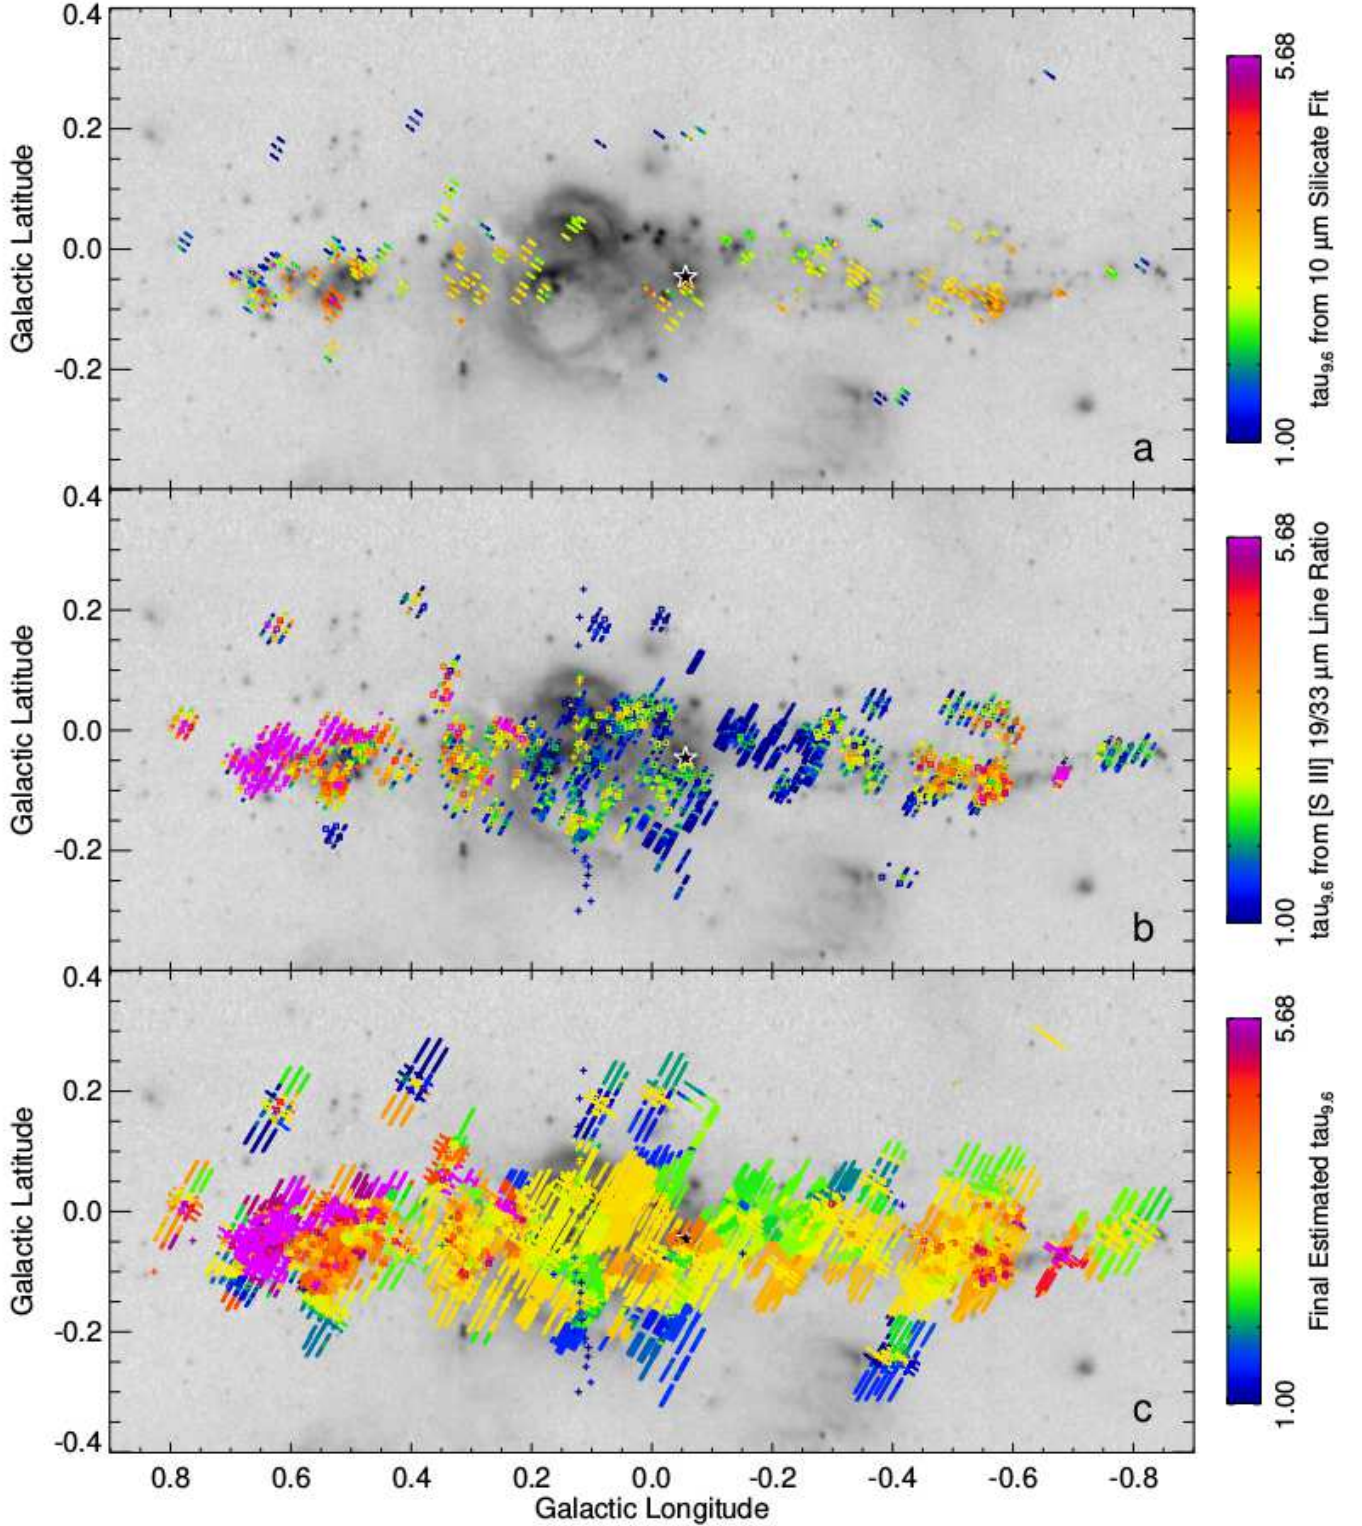 0.4
0.2
0.0
-0.2
Galactic Latitude
a
5.68
1.00
tau9.6 from 10 μm Silicate Fit
0.4
0.2
0.0
-0.2
Galactic Latitude
b
5.68
1.00
tau9.6 from [S III] 19/33 μm Line Ratio
0.4
0.2
0.0
-0.2
-0.4
Galactic Latitude
c
5.68
1.00
Final Estimated tau9.6
0.8 0.6 0.4 0.2 0.0 -0.2 -0.4 -0.6 -0.8
Galactic Longitude